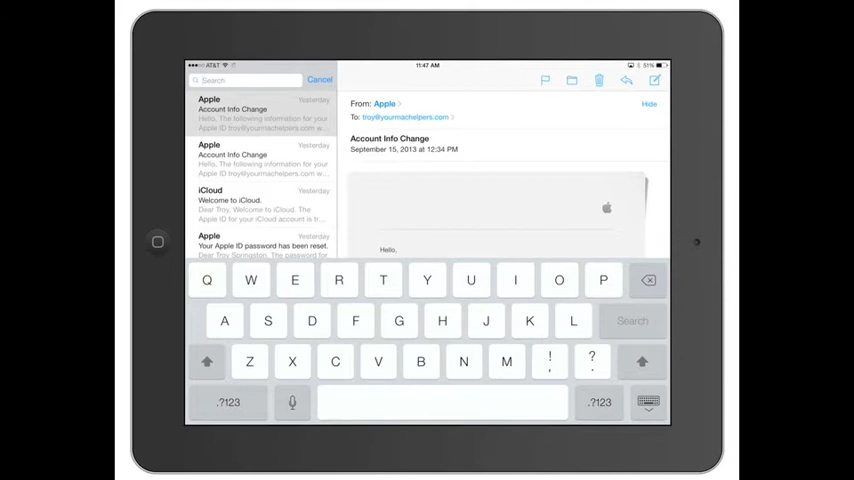 AT&T
11:47 AM
51%
Search
Cancel
Apple
Yesterday
Account Info Change
Hello, The following information for your
Apple ID troy@yourmachelpers.com w...
Apple
Yesterday
Account Info Change
Hello, The following information for your
Apple ID troy@yourmachelpers.com w...
iCloud
Yesterday
Welcome to iCloud.
Dear Troy, Welcome to iCloud. The
Apple ID for your iCloud account is tr...
Apple
Yesterday
Your Apple ID password has been reset.
Dear Troy Springston, The password for
From: Apple
Hide
To: troy@yourmachelpers.com
Account Info Change
September 15, 2013 at 12:34 PM
Hello,
Q W E R T Y U I O P
A S D F G H J K L Search
Z X C V B N M ! , ? .
.?123 .?123